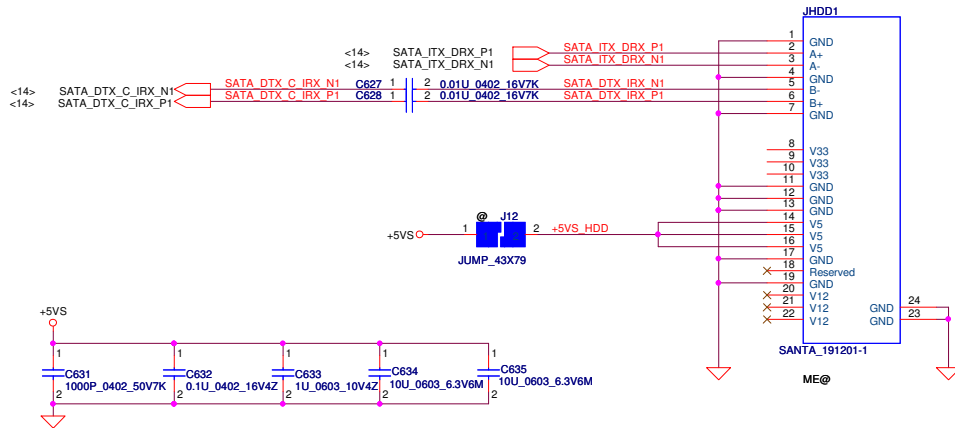 JHDD1
1 GND
<14> SATA_ITX_DRX_P1 SATA_ITX_DRX_P1 2 A+
<14> SATA_ITX_DRX_N1 SATA_ITX_DRX_N1 3 A-
4 GND
<14> SATA_DTX_C_IRX_N1 SATA_DTX_C_IRX_N1 C627 1 2 0.01U_0402_16V7K SATA_DTX_IRX_N1 5 B-
<14> SATA_DTX_C_IRX_P1 SATA_DTX_C_IRX_P1 C628 1 2 0.01U_0402_16V7K SATA_DTX_IRX_P1 6 B+
7 GND
8 V33
9 V33
10 V33
11 GND
12 GND
13 GND
@ J12
14 V5
+5VS 1 1 2 2 +5VS_HDD 15 V5
16 V5
JUMP_43X79
17 GND
18 Reserved
19 GND
20 V12
21 V12 GND 24
22 V12 GND 23
SANTA_191201-1
ME@
+5VS
1 1 1 1 1
C631 C632 C633 C634 C635
1000P_0402_50V7K 0.1U_0402_16V4Z 1U_0603_10V4Z 10U_0603_6.3V6M 10U_0603_6.3V6M
2 2 2 2 2